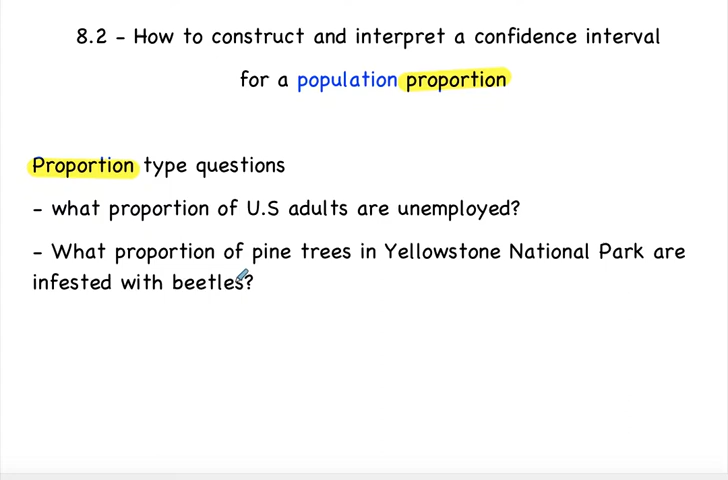 8.2 - How to construct and interpret a confidence interval
for a population proportion
Proportion type questions
- what proportion of U.S adults are unemployed?
- What proportion of pine trees in Yellowstone National Park are
infested with beetles?